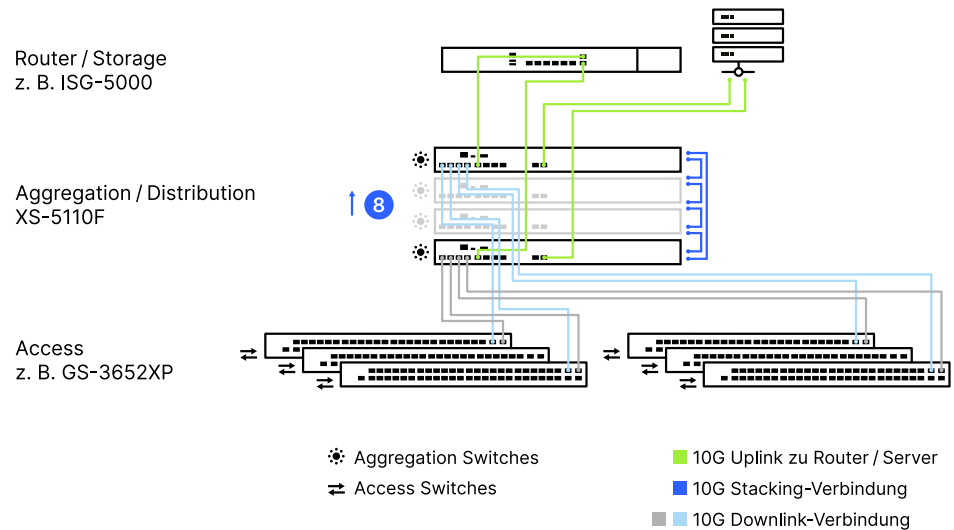 Router / Storage
z. B. ISG-5000
Aggregation / Distribution
XS-5110F
8
Access
z. B. GS-3652XP
Aggregation Switches
Access Switches
10G Uplink zu Router / Server
10G Stacking-Verbindung
10G Downlink-Verbindung